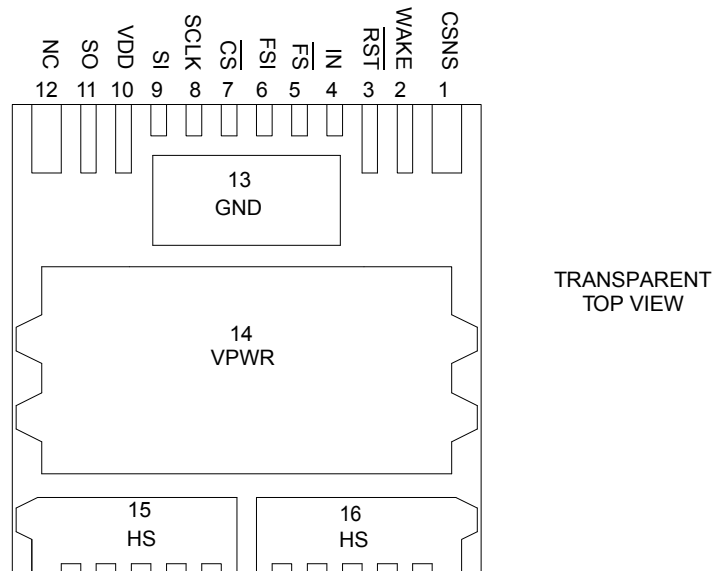 NC SO VDD SI SCLK CS FSI FS IN RST WAKE CSNS
12 11 10 9 8 7 6 5 4 3 2 1
13
GND
TRANSPARENT
TOP VIEW
14
VPWR
15
HS
16
HS